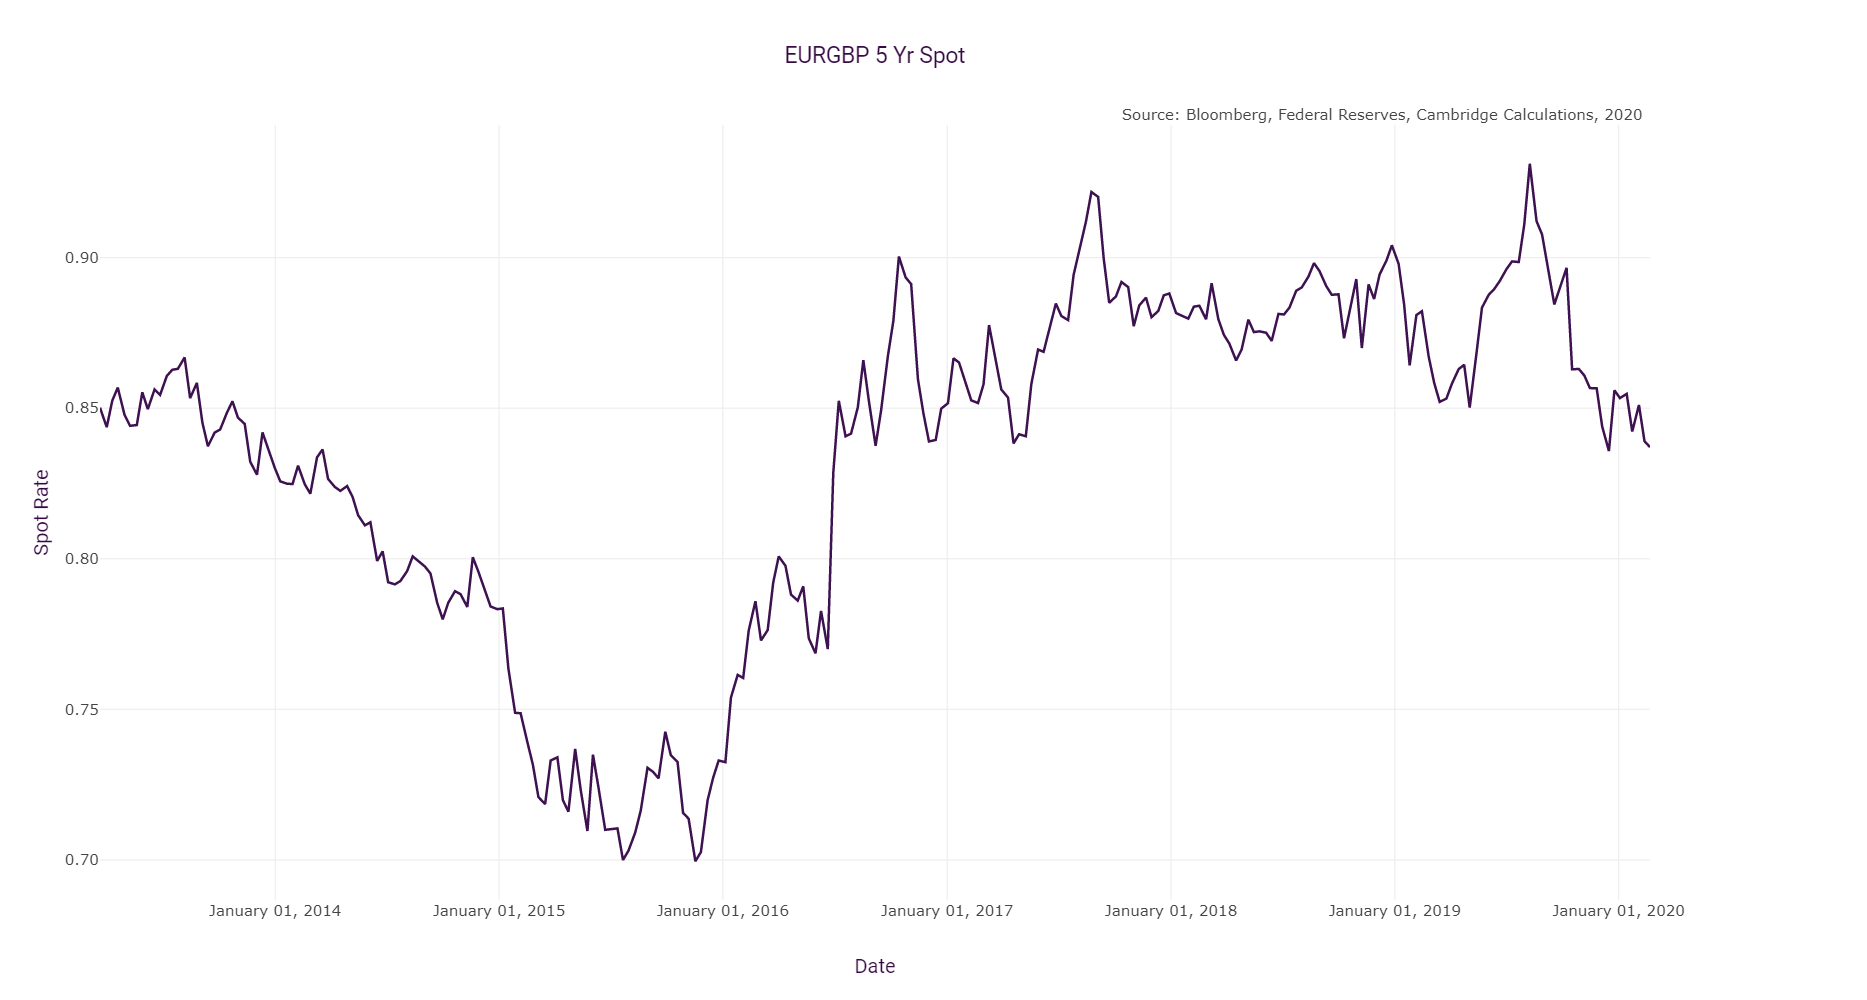 EURGBP 5 Yr Spot
Source: Bloomberg, Federal Reserves, Cambridge Calculations, 2020
0.90
0.85
0.80
0.75
0.70
Spot Rate
January 01, 2014
January 01, 2015
January 01, 2016
January 01, 2017
January 01, 2018
January 01, 2019
January 01, 2020
Date